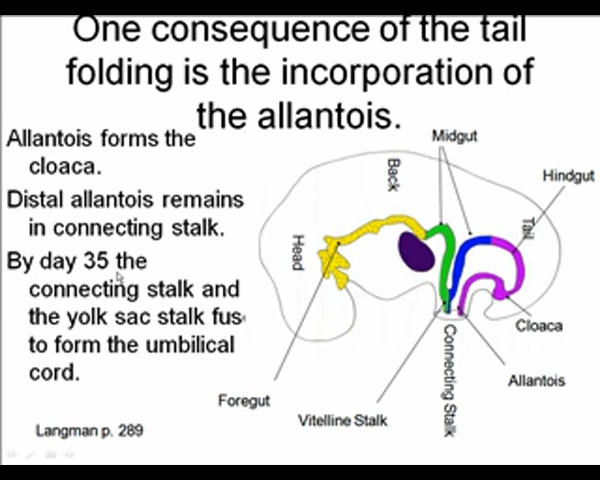 One consequence of the tail
folding is the incorporation of
the allantois.
Allantois forms the
cloaca.
Distal allantois remains
in connecting stalk.
By day 35 the
connecting stalk and
the yolk sac stalk fus
to form the umbilical
cord.
Langman p. 289
Midgut
Hindgut
Back
Tail
Head
Cloaca
Allantois
Connecting Stalk
Foregut
Vitelline Stalk